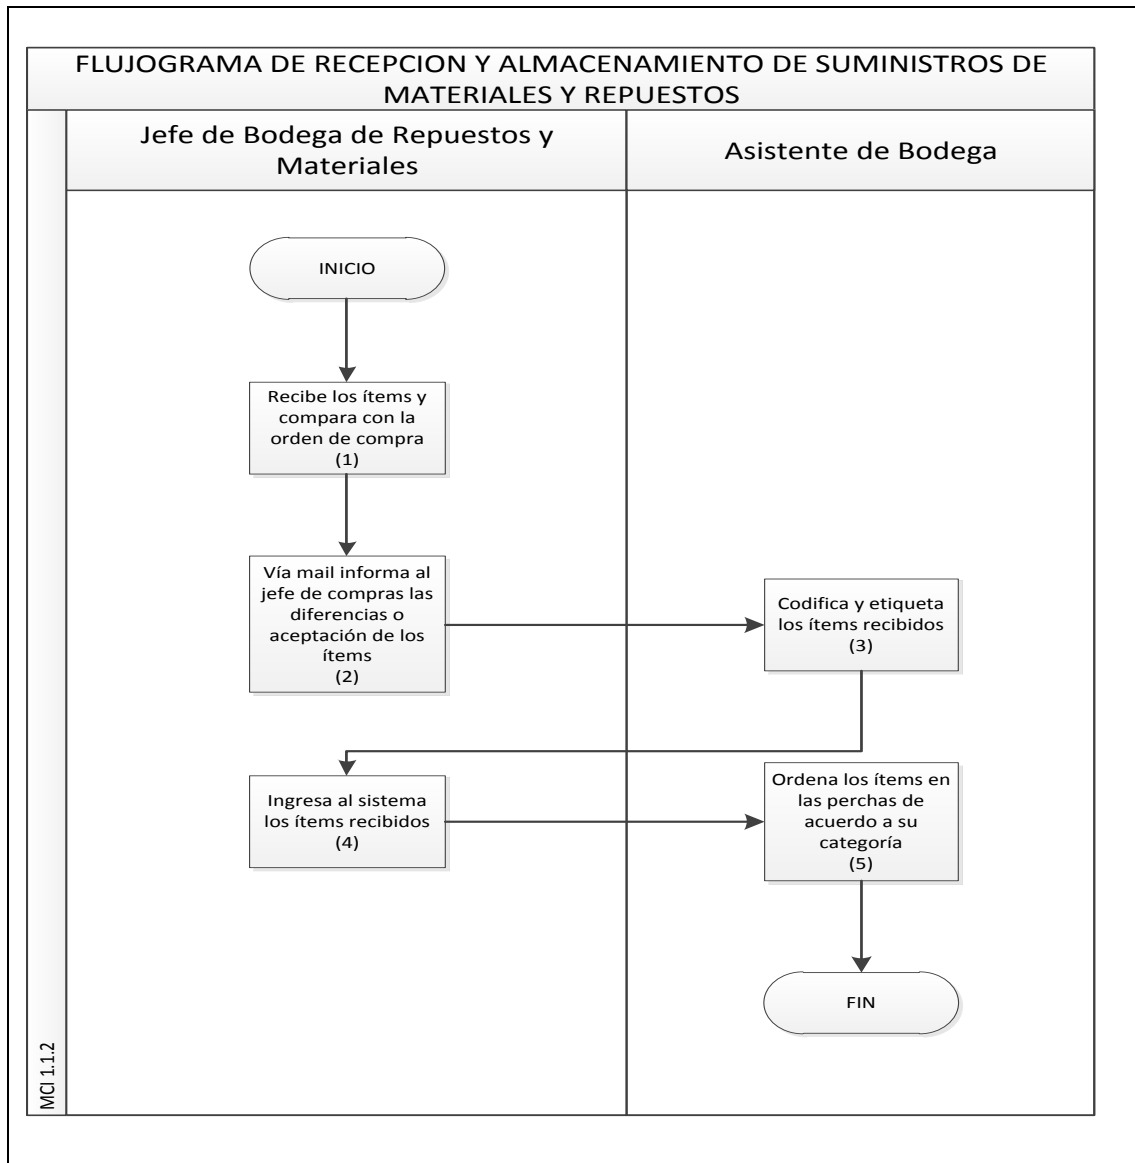 FLUJOGRAMA DE RECEPCION Y ALMACENAMIENTO DE SUMINISTROS DE
MATERIALES Y REPUESTOS
Jefe de Bodega de Repuestos y
Materiales
Asistente de Bodega
INICIO
Recibe los ítems y
compara con la
orden de compra
(1)
Vía mail informa al
jefe de compras las
diferencias o
aceptación de los
ítems
(2)
Codifica y etiqueta
los ítems recibidos
(3)
Ingresa al sistema
los ítems recibidos
(4)
Ordena los ítems en
las perchas de
acuerdo a su
categoría
(5)
FIN
MCI 1.1.2